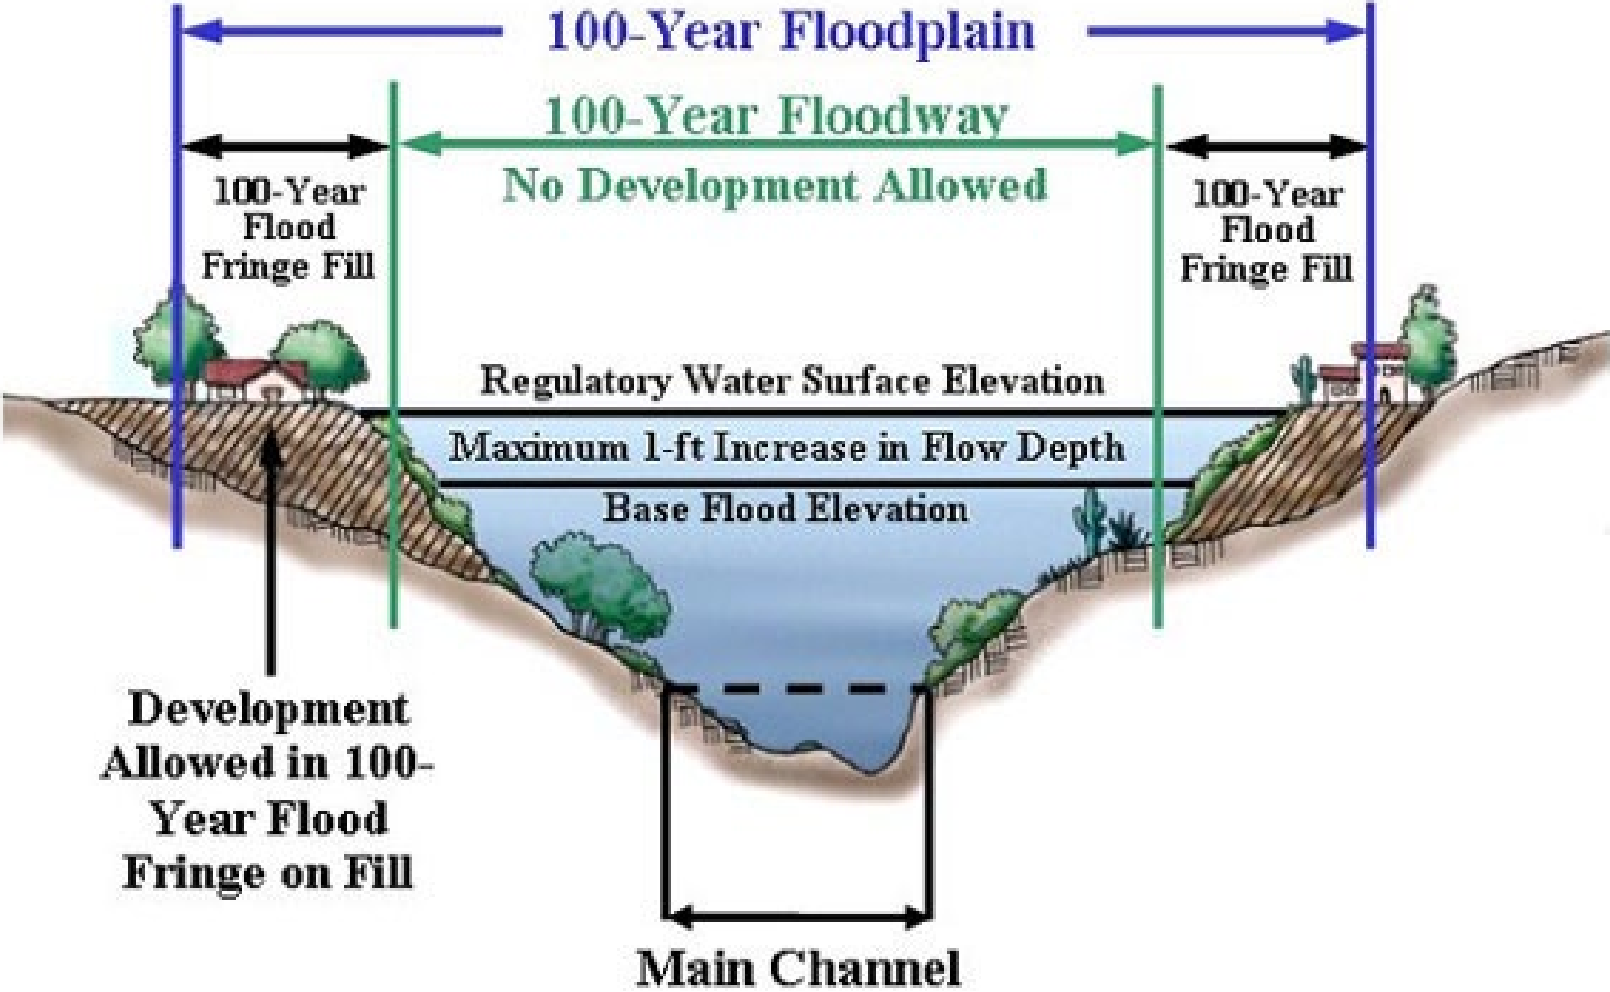 100-Year Floodplain
100-Year Floodway
No Development Allowed
100-Year
Flood
Fringe Fill
100-Year
Flood
Fringe Fill
Regulatory Water Surface Elevation
Maximum 1-ft Increase in Flow Depth
Base Flood Elevation
Development
Allowed in 100-
Year Flood
Fringe on Fill
Main Channel